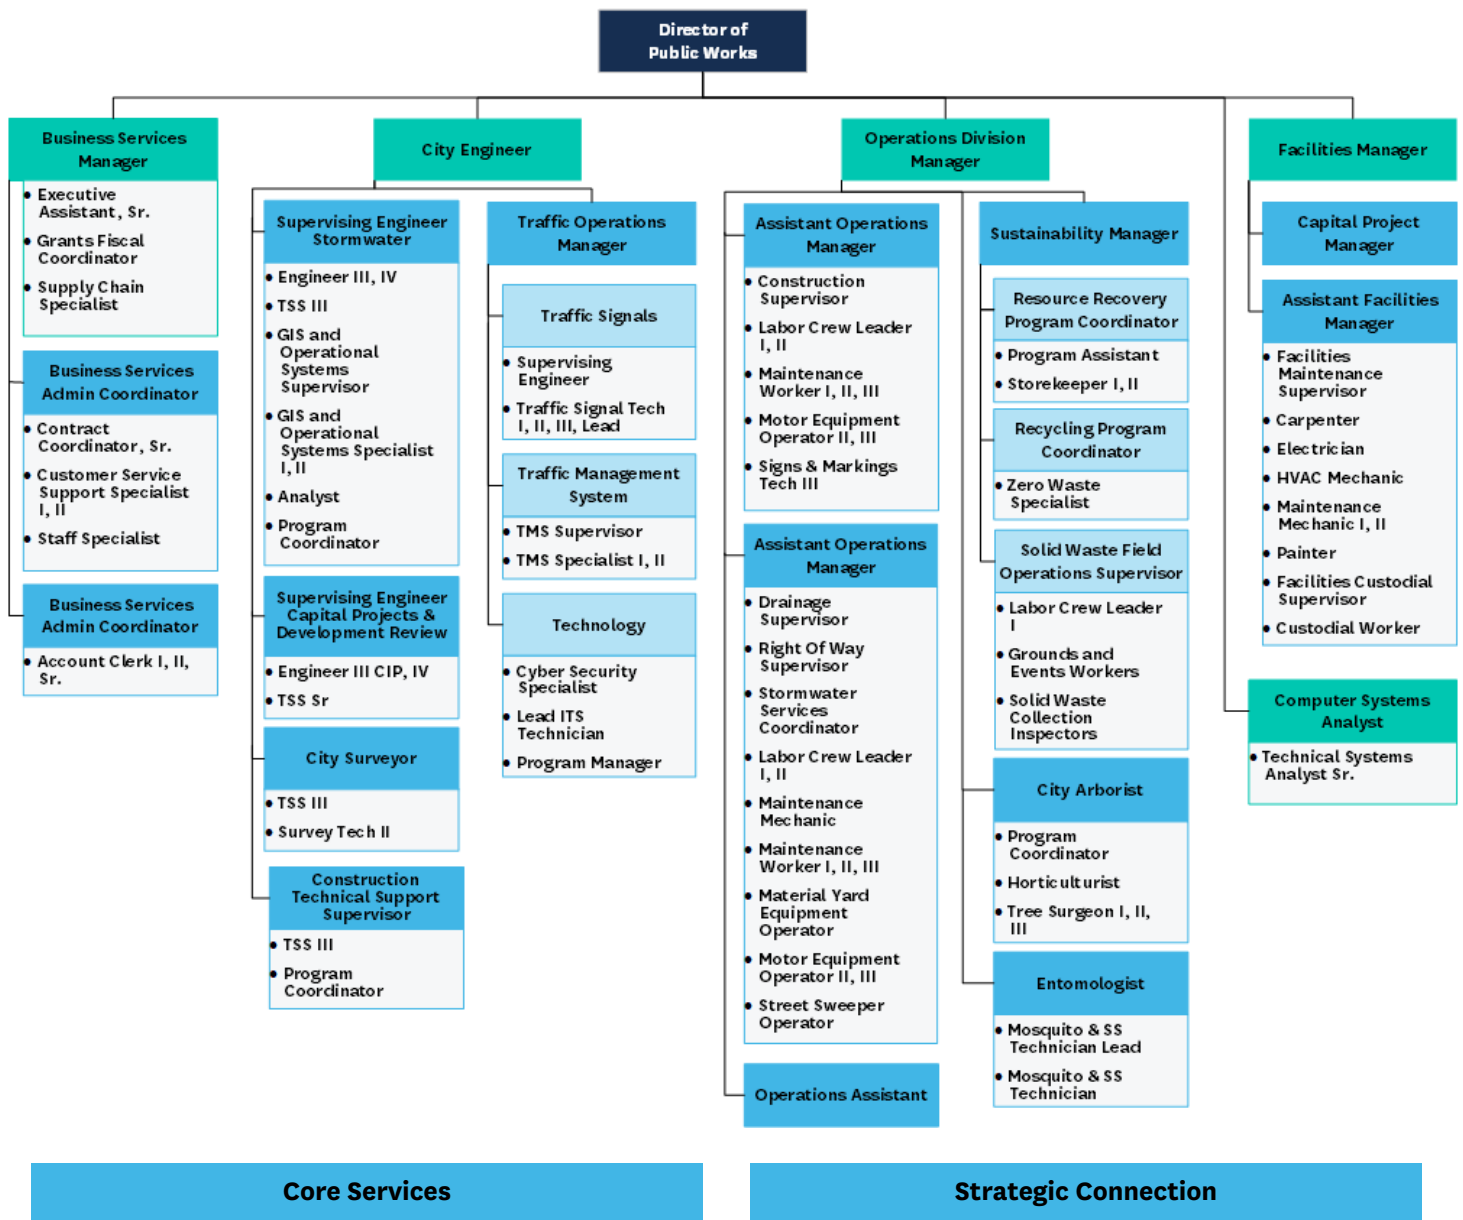 Director of
Public Works
Business Services
Manager
• Executive
Assistant, Sr.
• Grants Fiscal
Coordinator
• Supply Chain
Specialist
Business Services
Admin Coordinator
• Contract
Coordinator, Sr.
• Customer Service
Support Specialist
I, II
• Staff Specialist
Business Services
Admin Coordinator
• Account Clerk I, II,
Sr.
City Engineer
Supervising Engineer
Stormwater
• Engineer III, IV
• TSS III
• GIS and
Operational
Systems
Supervisor
• GIS and
Operational
Systems Specialist
I, II
• Analyst
• Program
Coordinator
Supervising Engineer
Capital Projects &
Development Review
• Engineer III CIP, IV
• TSS Sr
City Surveyor
• TSS III
• Survey Tech II
Construction
Technical Support
Supervisor
• TSS III
• Program
Coordinator
Traffic Operations
Manager
Traffic Signals
• Supervising
Engineer
• Traffic Signal Tech
I, II, III, Lead
Traffic Management
System
• TMS Supervisor
• TMS Specialist I, II
Technology
• Cyber Security
Specialist
• Lead ITS
Technician
• Program Manager
Operations Division
Manager
Assistant Operations
Manager
• Construction
Supervisor
• Labor Crew Leader
I, II
• Maintenance
Worker I, II, III
• Motor Equipment
Operator II, III
• Signs & Markings
Tech III
Assistant Operations
Manager
• Drainage
Supervisor
• Right Of Way
Supervisor
• Stormwater
Services
Coordinator
• Labor Crew Leader
I, II
• Maintenance
Mechanic
• Maintenance
Worker I, II, III
• Material Yard
Equipment
Operator
• Motor Equipment
Operator II, III
• Street Sweeper
Operator
Operations Assistant
Sustainability Manager
Resource Recovery
Program Coordinator
• Program Assistant
• Storekeeper I, II
Recycling Program
Coordinator
• Zero Waste
Specialist
Solid Waste Field
Operations Supervisor
• Labor Crew Leader
I
• Grounds and
Events Workers
• Solid Waste
Collection
Inspectors
City Arborist
• Program
Coordinator
• Horticulturist
• Tree Surgeon I, II,
III
Entomologist
• Mosquito & SS
Technician Lead
• Mosquito & SS
Technician
Facilities Manager
Capital Project
Manager
Assistant Facilities
Manager
• Facilities
Maintenance
Supervisor
• Carpenter
• Electrician
• HVAC Mechanic
• Maintenance
Mechanic I, II
• Painter
• Facilities Custodial
Supervisor
• Custodial Worker
Computer Systems
Analyst
• Technical Systems
Analyst Sr.
Core Services
Strategic Connection